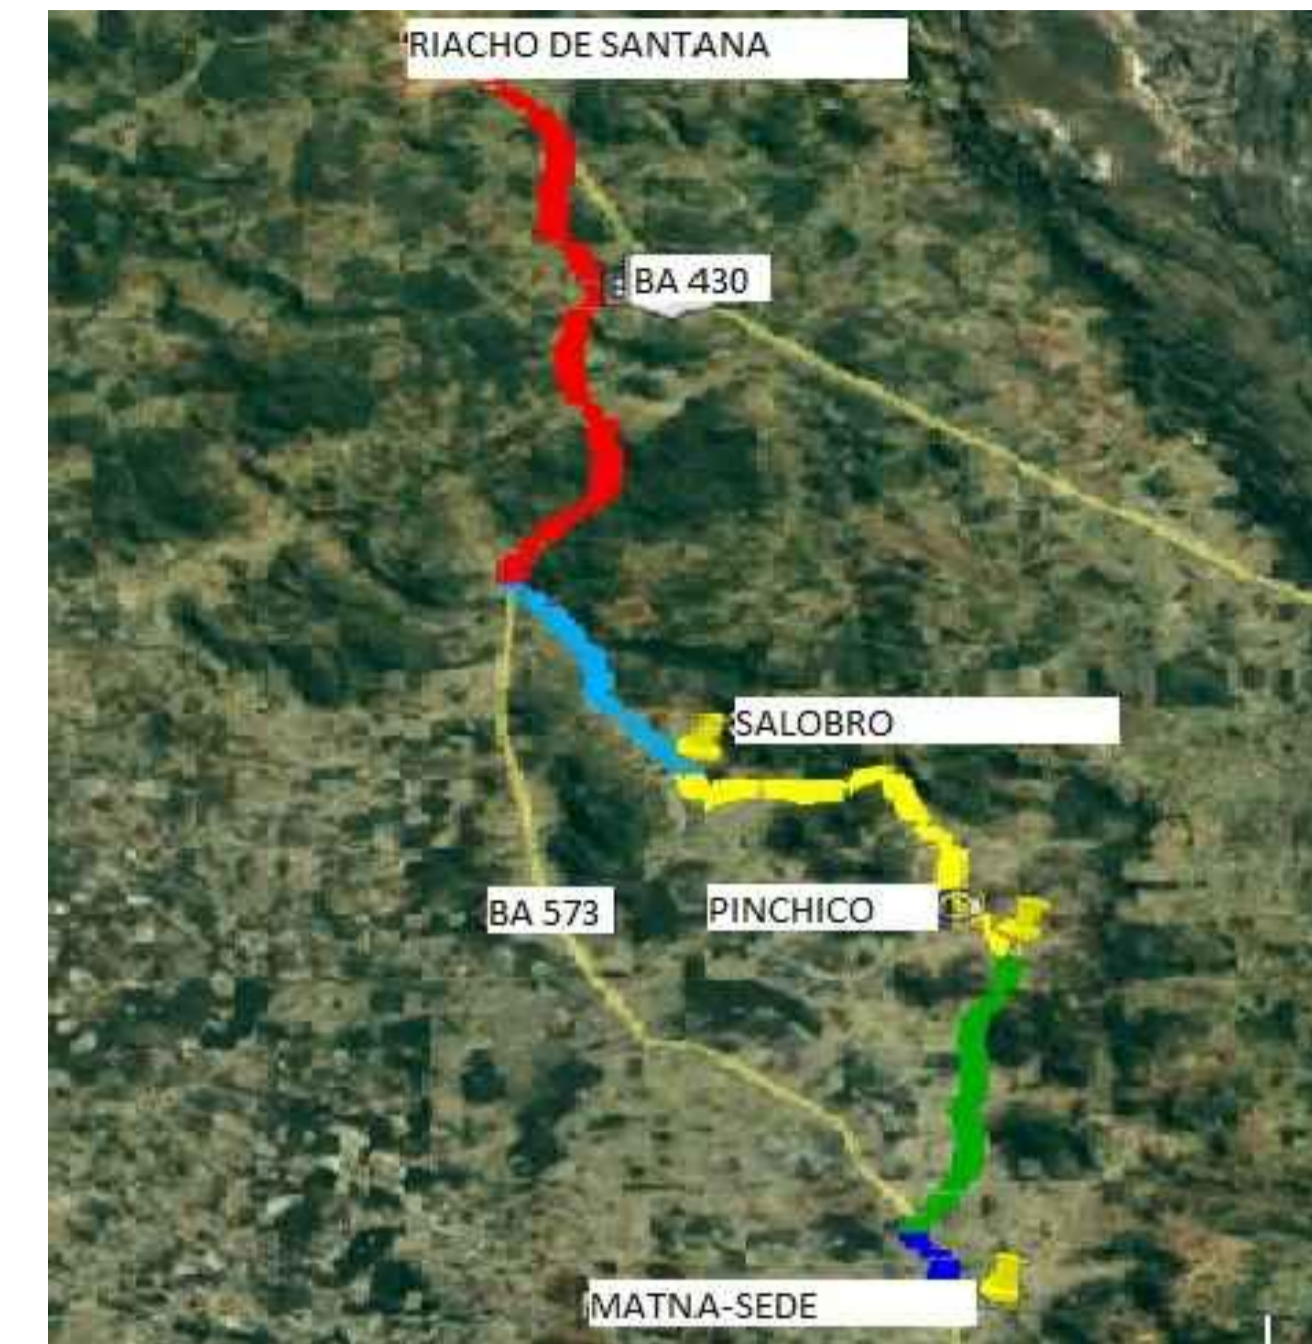 RIACHO DE SANTANA
BA 430
SALOBRO
BA 573
PINCHICO
MATNA-SEDE